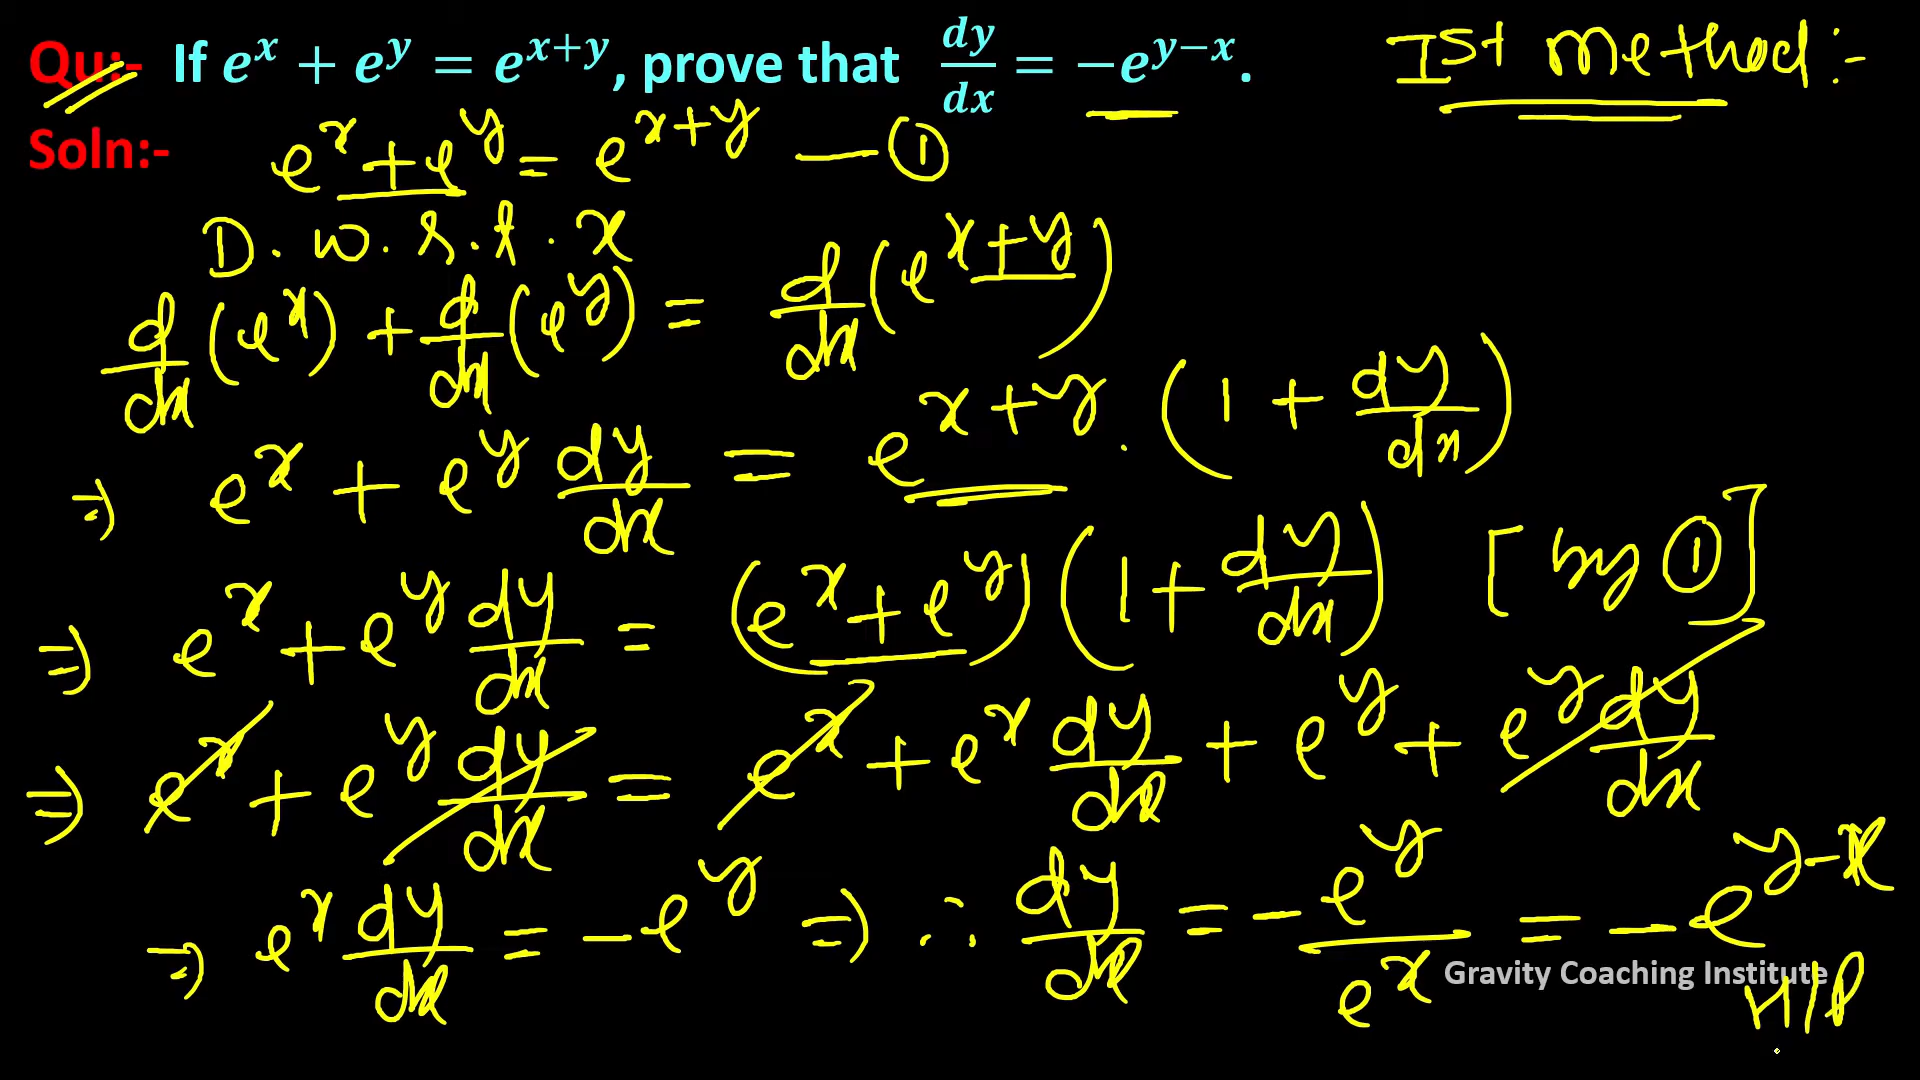 Qu:- If e^x + e^y = e^{x+y}, prove that dy/dx = -e^{y-x}. Ist method:-
Soln:- e^x + e^y = e^{x+y} — ①
D.w.r.t.x
d/dx (e^x) + d/dx (e^y) = d/dx (e^{x+y})
⇒ e^x + e^y dy/dx = e^{x+y} . (1 + dy/dx)
⇒ e^x + e^y dy/dx = (e^x + e^y) (1 + dy/dx) [by ①]
⇒ e^x + e^y dy/dx = e^x + e^x dy/dx + e^y + e^y dy/dx
⇒ e^x dy/dx = -e^y ⇒ ∴ dy/dx = -e^y/e^x = -e^{y-x}
Gravity Coaching Institute
H/P